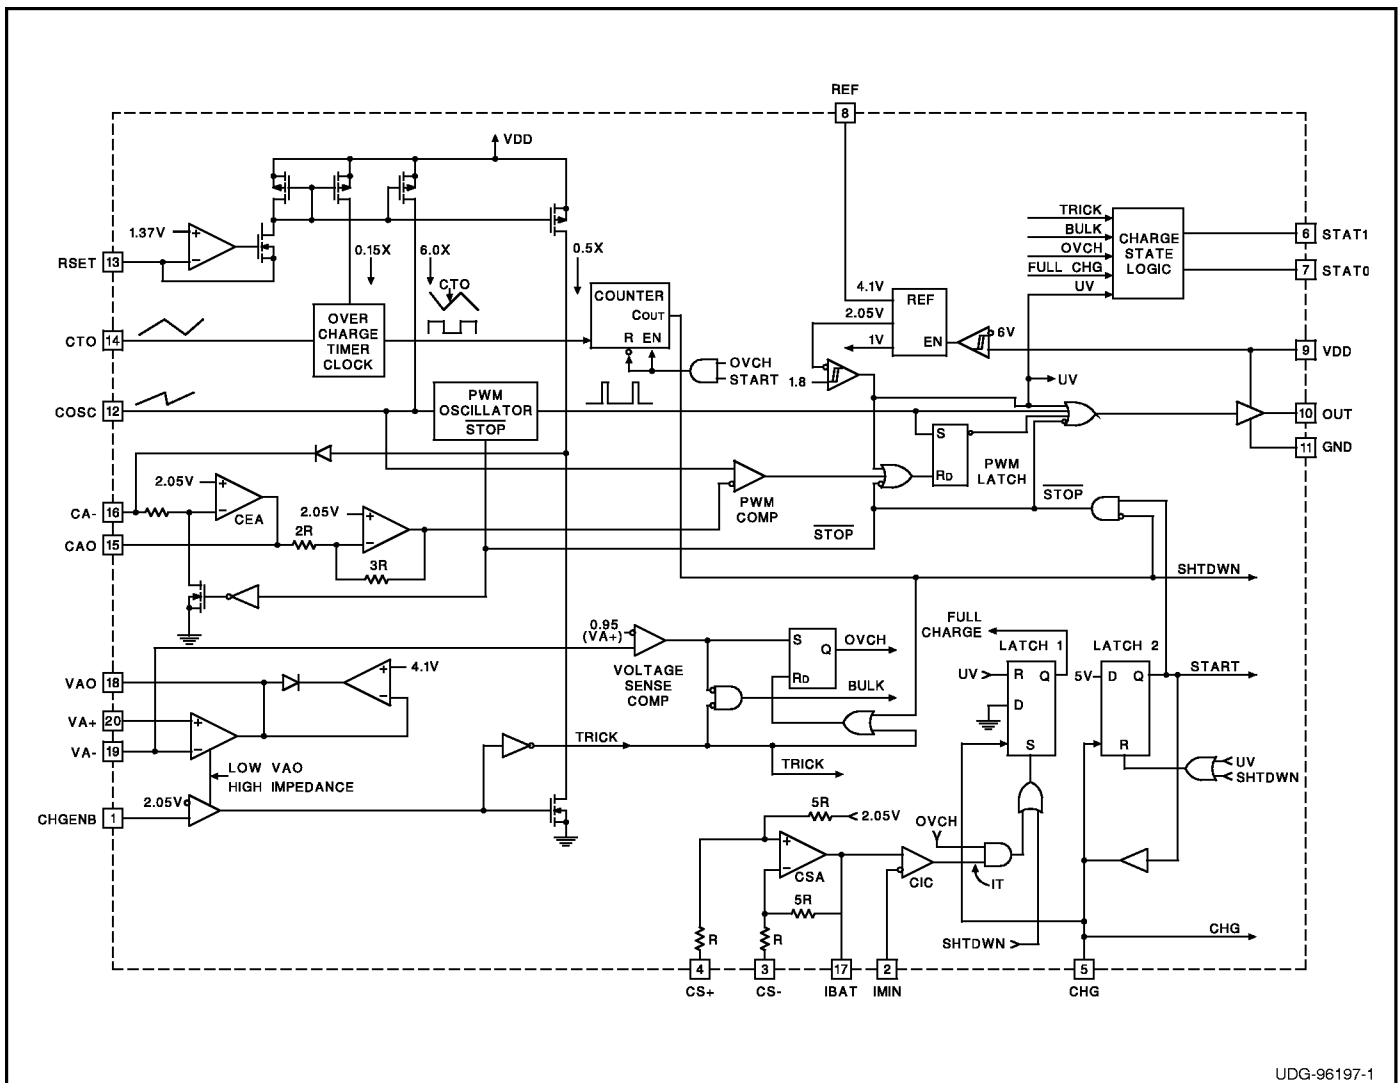 REF
8
VDD
1.37V
RSET
13
0.15X
6.0X
0.5X
CTO
COUNTER
COUT
R EN
OVER
CHARGE
TIMER
CLOCK
CTO
14
OVCH
START
COSC
12
PWM
OSCILLATOR
STOP
4.1V
2.05V
1V
REF
EN
6V
1.8
TRICK
BULK
OVCH
FULL CHG
UV
CHARGE
STATE
LOGIC
6
STAT1
7
STAT0
9
VDD
UV
10
OUT
11
GND
S
RD
PWM
LATCH
STOP
2.05V
CA-
16
CEA
CAO
15
2R
2.05V
3R
PWM
COMP
STOP
SHTDWN
0.95
(VA+)
VOLTAGE
SENSE
COMP
S
Q
RD
OVCH
BULK
TRICK
TRICK
4.1V
VAO
18
VA+
20
VA-
19
LOW VAO
HIGH IMPEDANCE
2.05V
CHGENB
1
FULL
CHARGE
LATCH 1
UV
R Q
D
S
LATCH 2
5V
D Q
R
START
UV
SHTDWN
5R
2.05V
CSA
5R
R
R
OVCH
CIC
IT
SHTDWN
CHG
4
CS+
3
CS-
17
IBAT
2
IMIN
5
CHG
UDG-96197-1